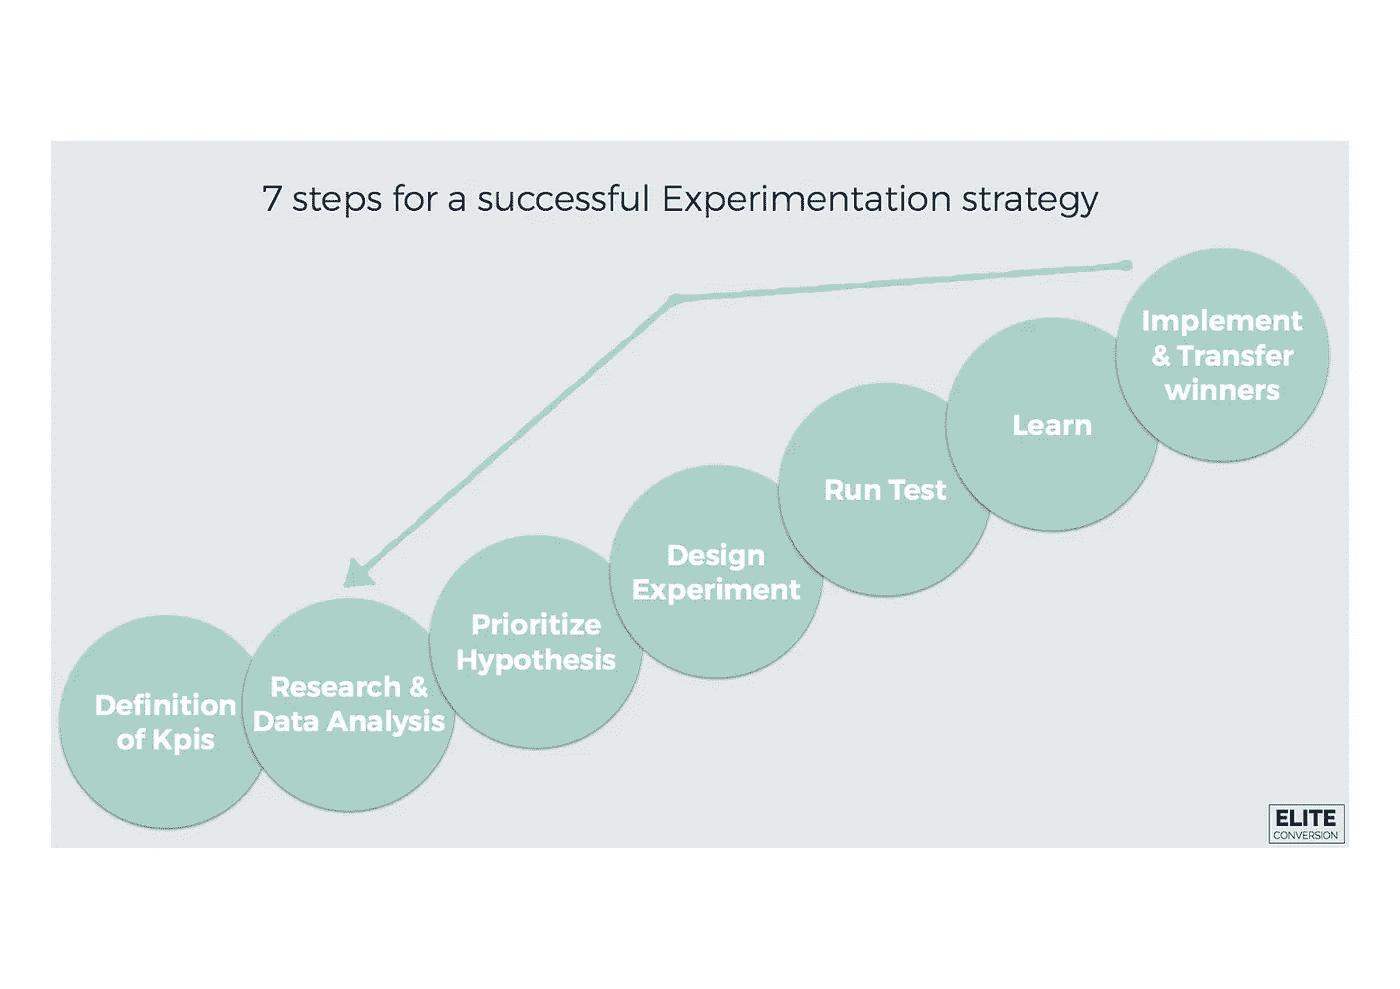 7 steps for a successful Experimentation strategy
Definition
of Kpis
Research &
Data Analysis
Prioritize
Hypothesis
Design
Experiment
Run Test
Learn
Implement
& Transfer
winners
ELITE
CONVERSION